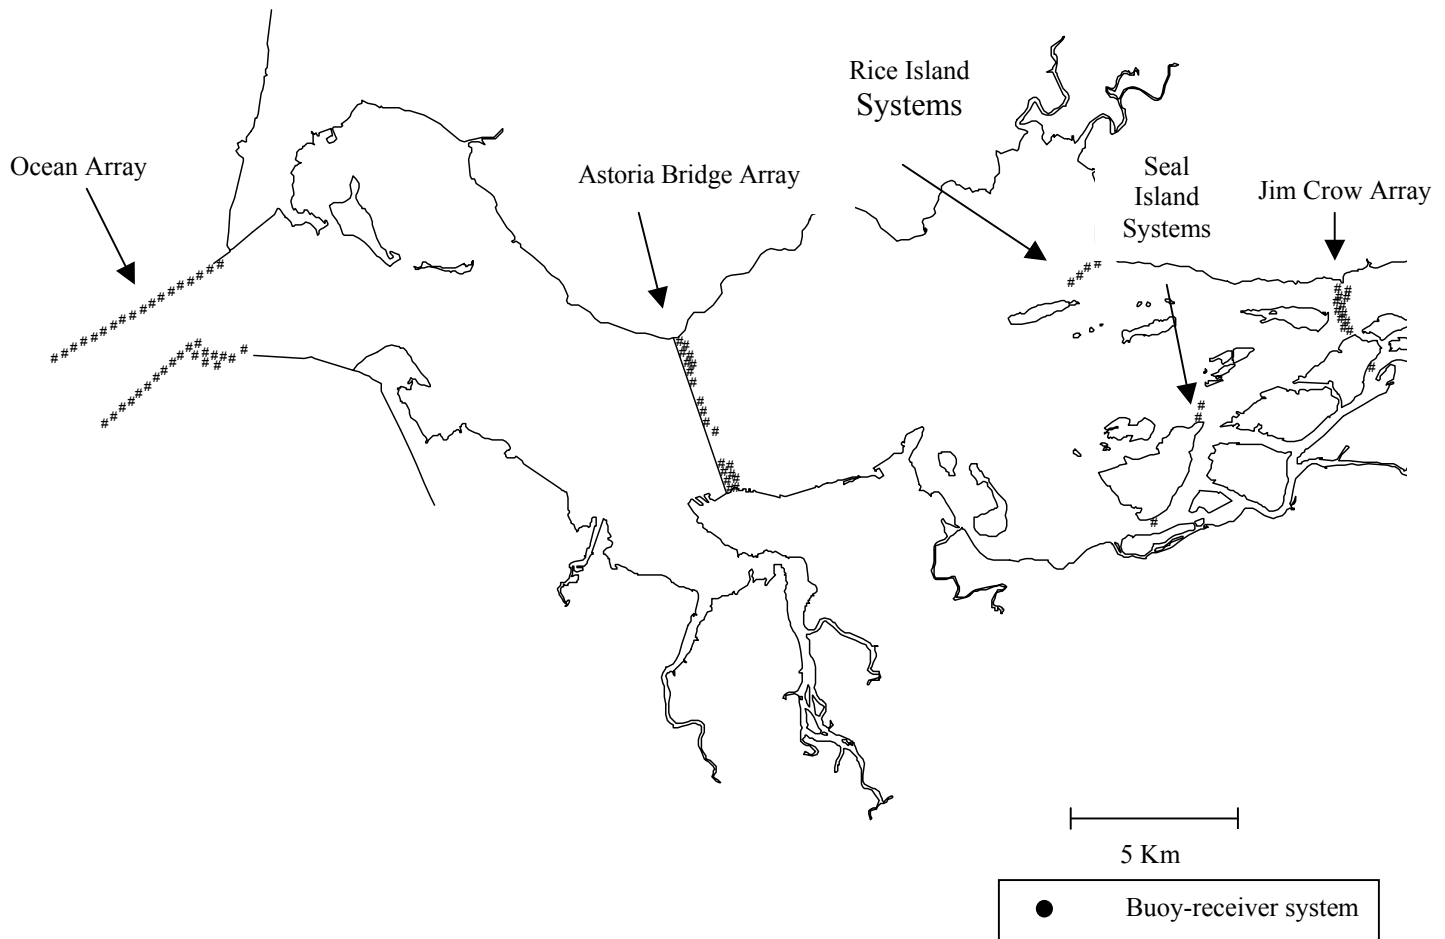 Rice Island
Systems
Ocean Array
Astoria Bridge Array
Seal
Island
Systems
Jim Crow Array
5 Km
Buoy-receiver system